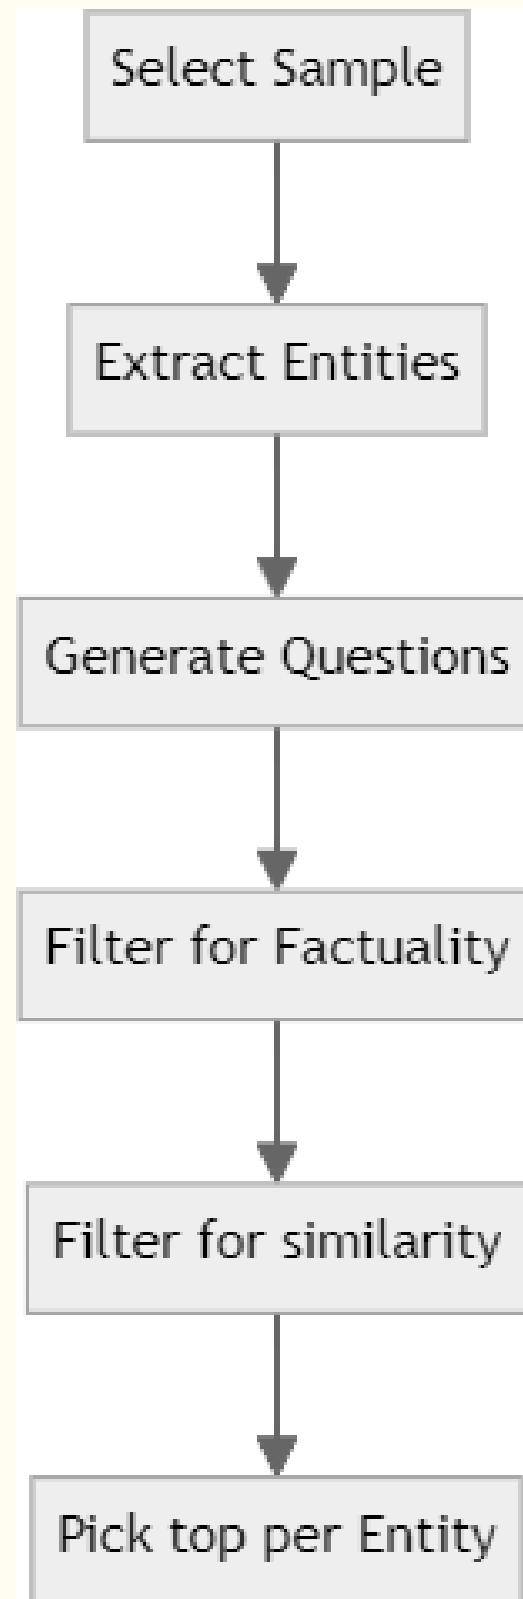 Select Sample
Extract Entities
Generate Questions
Filter for Factuality
Filter for similarity
Pick top per Entity